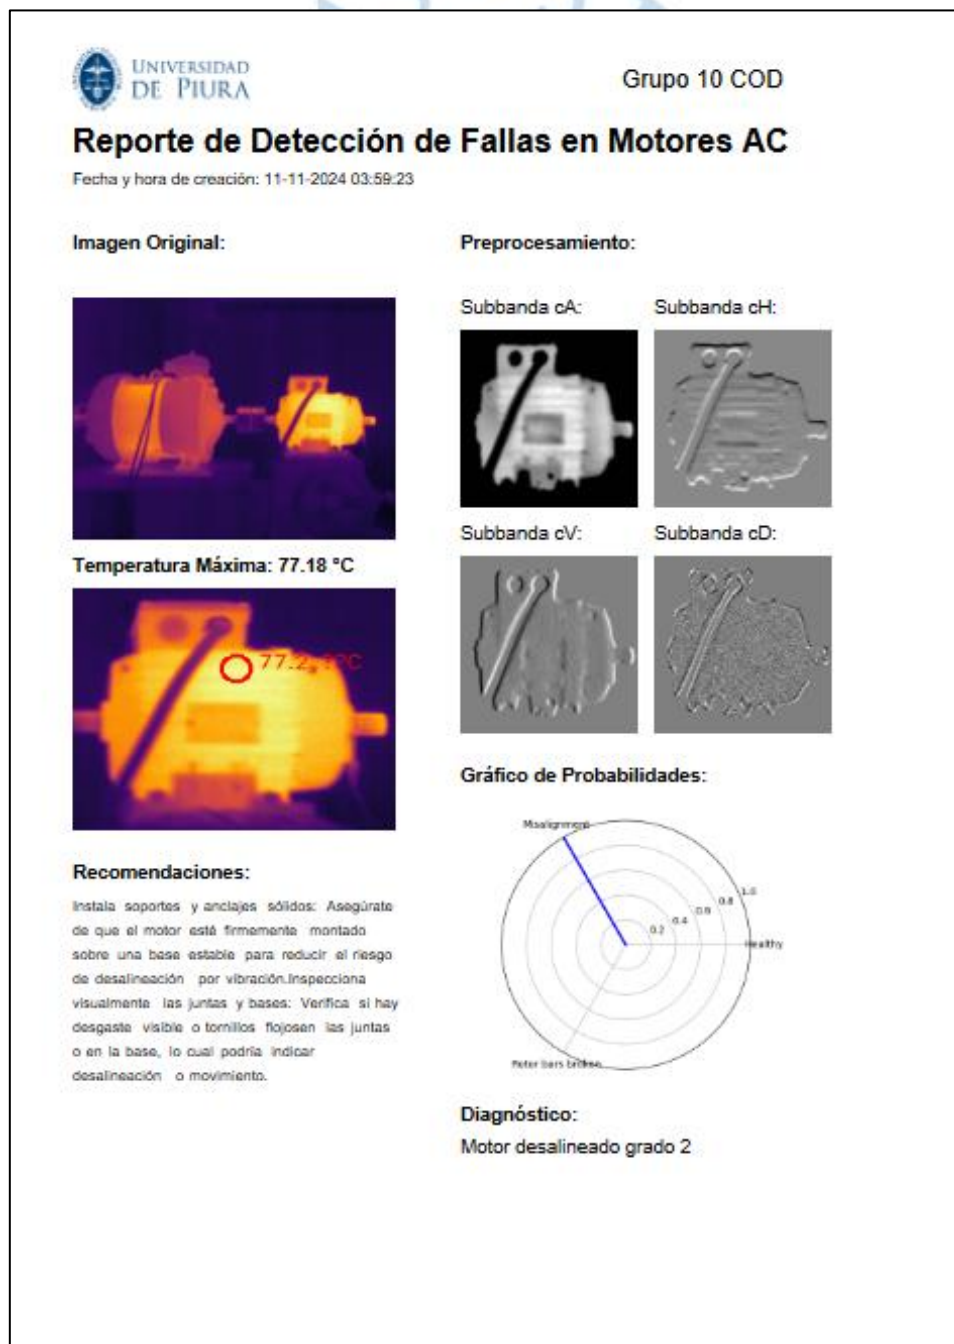 UNIVERSIDAD
DE PIURA
Grupo 10 COD
Reporte de Detección de Fallas en Motores AC
Fecha y hora de creación: 11-11-2024 03:59:23
Imagen Original:
Temperatura Máxima: 77.18 °C
77.2, ?°C
Recomendaciones:
Instala soportes y anclajes sólidos: Asegúrate
de que el motor esté firmemente montado
sobre una base estable para reducir el riesgo
de desalineación por vibración.Inspecciona
visualmente las juntas y bases: Verifica si hay
desgaste visible o tornillos flojosen las juntas
o en la base, lo cual podría indicar
desalineación o movimiento.
Preprocesamiento:
Subbanda cA:
Subbanda cH:
Subbanda cV:
Subbanda cD:
Gráfico de Probabilidades:
Misalignment
1.0
0.8
0.6
0.4
0.2
Healthy
Roter bars broken
Diagnóstico:
Motor desalineado grado 2